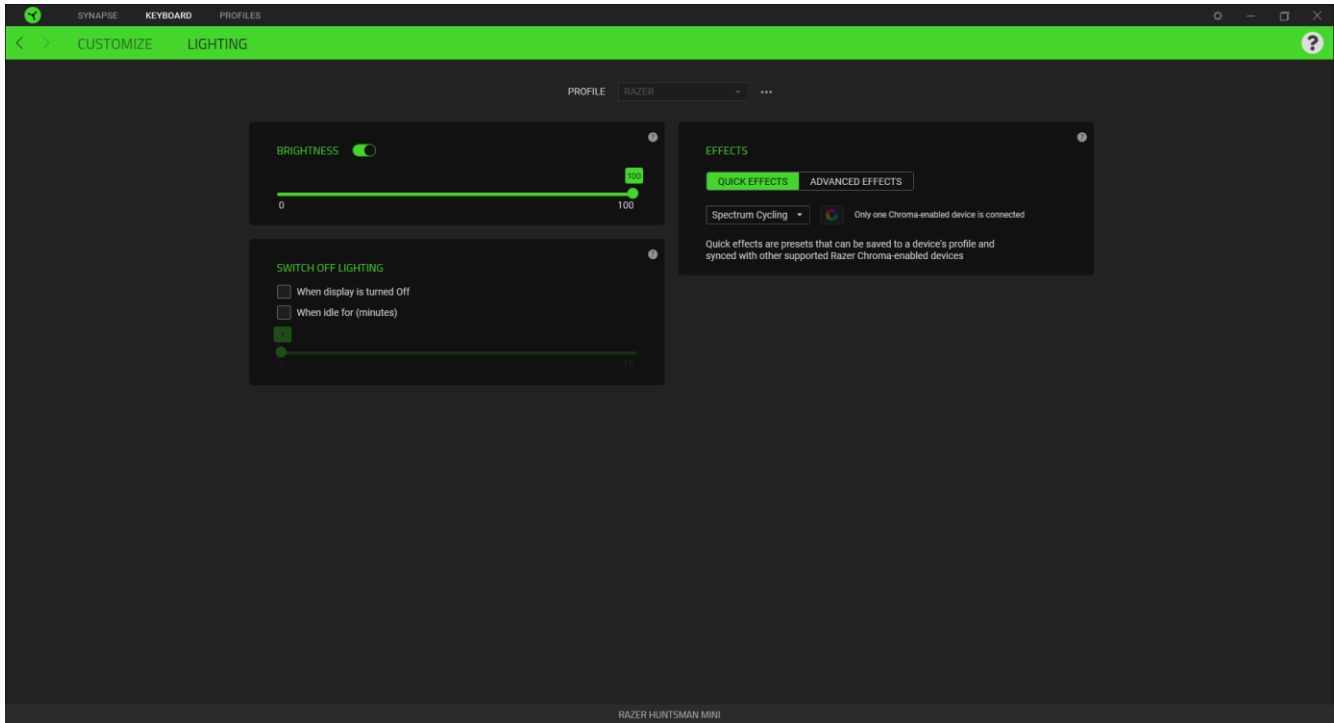 SYNAPSE KEYBOARD PROFILES
CUSTOMIZE LIGHTING ?
PROFILE RAZER
BRIGHTNESS
100
0 100
SWITCH OFF LIGHTING
When display is turned Off
When idle for (minutes)
1
1 15
EFFECTS
QUICK EFFECTS ADVANCED EFFECTS
Spectrum Cycling Only one Chroma-enabled device is connected
Quick effects are presets that can be saved to a device's profile and
synced with other supported Razer Chroma-enabled devices
RAZER HUNTSMAN MINI